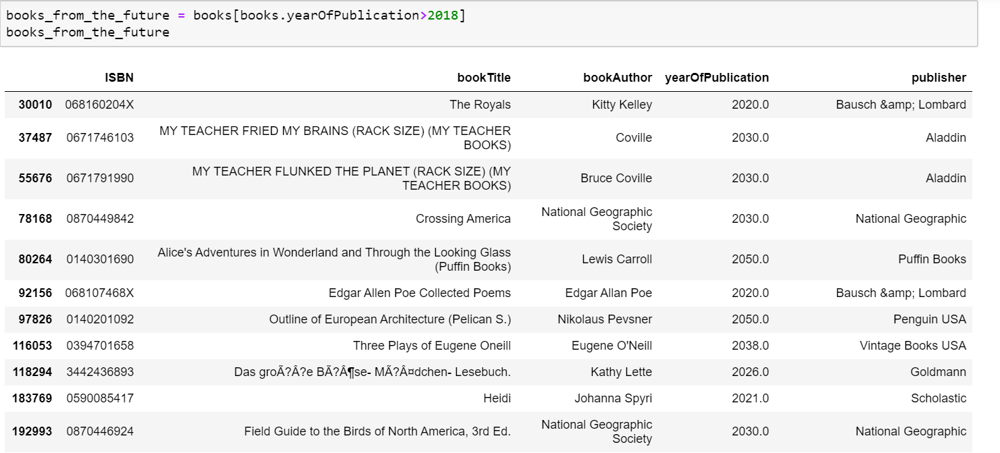 books_from_the_future = books[books.yearOfPublication>2018]
books_from_the_future
ISBN bookTitle bookAuthor yearOfPublication publisher
30010 068160204X The Royals Kitty Kelley 2020.0 Bausch &amp; Lombard
37487 0671746103 MY TEACHER FRIED MY BRAINS (RACK SIZE) (MY TEACHER
BOOKS) Coville 2030.0 Aladdin
55676 0671791990 MY TEACHER FLUNKED THE PLANET (RACK SIZE) (MY
TEACHER BOOKS) Bruce Coville 2030.0 Aladdin
78168 0870449842 Crossing America National Geographic
Society 2030.0 National Geographic
80264 0140301690 Alice's Adventures in Wonderland and Through the Looking Glass
(Puffin Books) Lewis Carroll 2050.0 Puffin Books
92156 068107468X Edgar Allen Poe Collected Poems Edgar Allan Poe 2020.0 Bausch &amp; Lombard
97826 0140201092 Outline of European Architecture (Pelican S.) Nikolaus Pevsner 2050.0 Penguin USA
116053 0394701658 Three Plays of Eugene Oneill Eugene O'Neill 2038.0 Vintage Books USA
118294 3442436893 Das groÃ?Â?e BÃ?Â¶se- MÃ?Â¤dchen- Lesebuch. Kathy Lette 2026.0 Goldmann
183769 0590085417 Heidi Johanna Spyri 2021.0 Scholastic
192993 0870446924 Field Guide to the Birds of North America, 3rd Ed. National Geographic
Society 2030.0 National Geographic